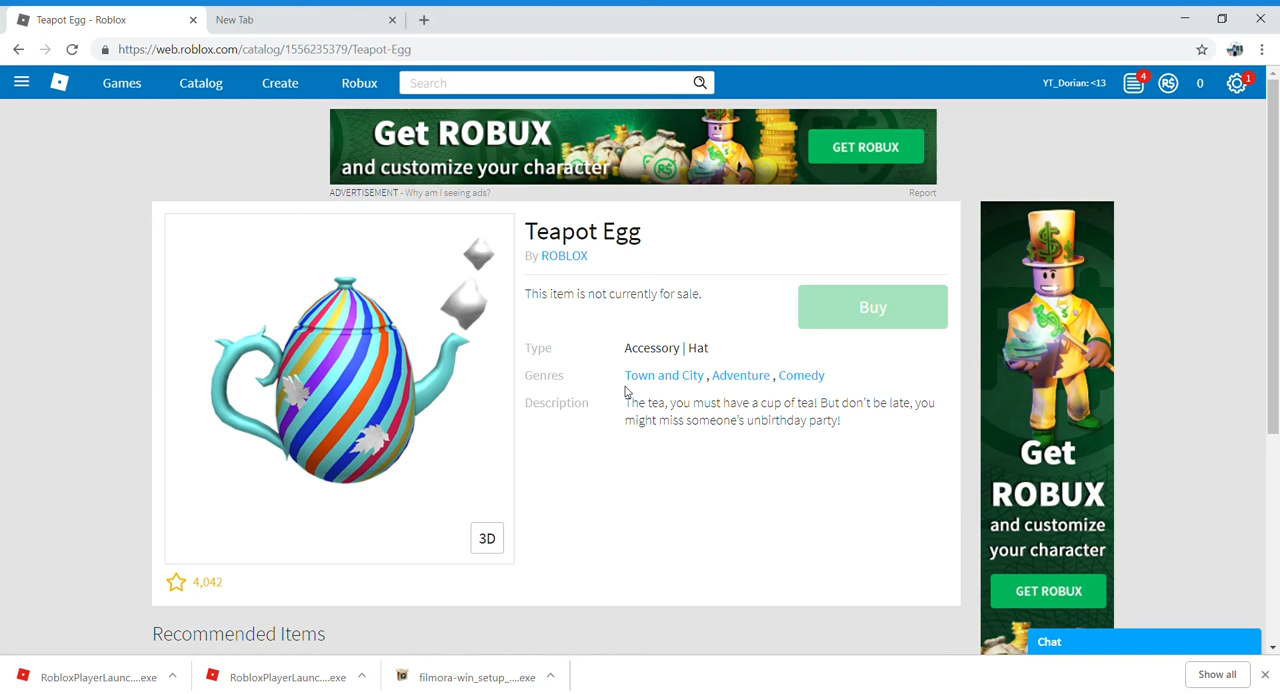 Teapot Egg - Roblox
New Tab
https://web.roblox.com/catalog/1556235379/Teapot-Egg
Games
Catalog
Create
Robux
Search
YT_Dorian: <13
4
R$
0
1
Get ROBUX
and customize your character
GET ROBUX
ADVERTISEMENT - Why am I seeing ads?
Report
Teapot Egg
By ROBLOX
This item is not currently for sale.
Buy
Type
Accessory | Hat
Genres
Town and City , Adventure , Comedy
Description
The tea, you must have a cup of tea! But don't be late, you
might miss someone's unbirthday party!
3D
4,042
Recommended Items
Get
ROBUX
and customize
your character
GET ROBUX
Chat
RobloxPlayerLaunc....exe
RobloxPlayerLaunc....exe
filmora-win_setup_....exe
Show all